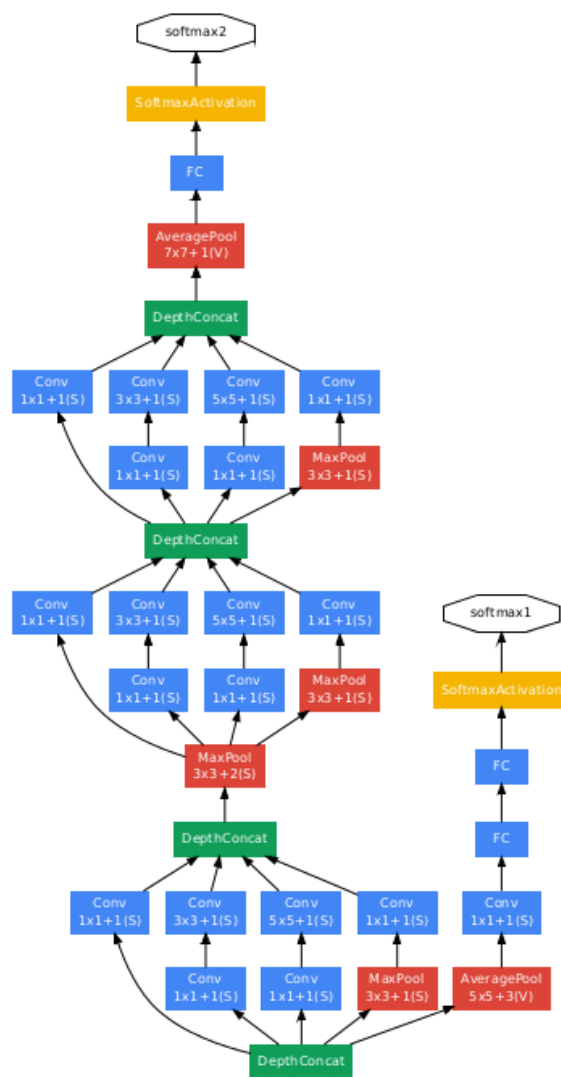 softmax2
SoftmaxActivation
FC
AveragePool
7x7+1(V)
DepthConcat
Conv
1x1+1(S)
Conv
3x3+1(S)
Conv
5x5+1(S)
Conv
1x1+1(S)
Conv
1x1+1(S)
Conv
1x1+1(S)
MaxPool
3x3+1(S)
DepthConcat
Conv
1x1+1(S)
Conv
3x3+1(S)
Conv
5x5+1(S)
Conv
1x1+1(S)
softmax1
Conv
1x1+1(S)
Conv
1x1+1(S)
MaxPool
3x3+1(S)
SoftmaxActivation
MaxPool
3x3+2(S)
FC
DepthConcat
FC
Conv
1x1+1(S)
Conv
3x3+1(S)
Conv
5x5+1(S)
Conv
1x1+1(S)
Conv
1x1+1(S)
Conv
1x1+1(S)
Conv
1x1+1(S)
MaxPool
3x3+1(S)
AveragePool
5x5+3(V)
DepthConcat